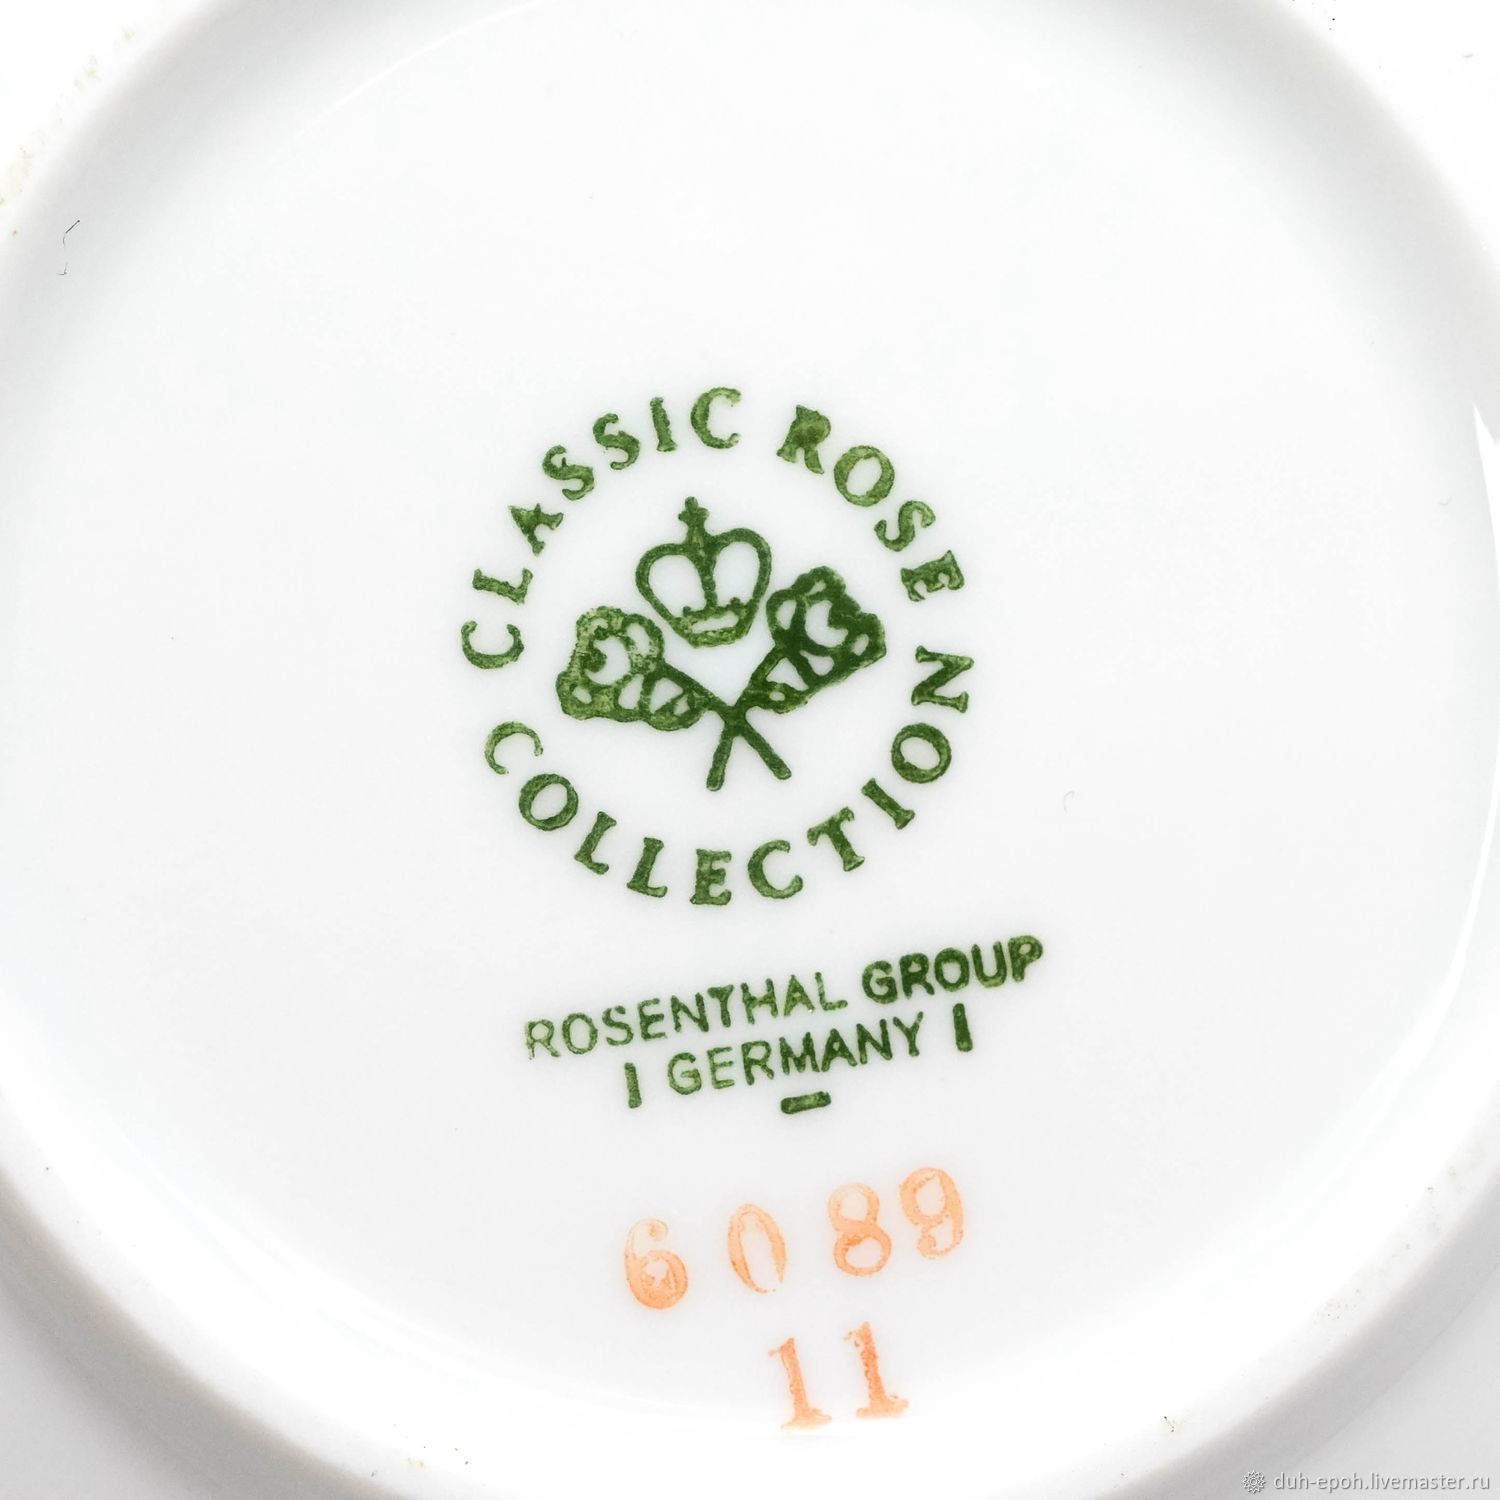 CLASSIC ROSE
COLLECTION
ROSENTHAL GROUP
GERMANY
6089
11
duh-epoh.livemaster.ru